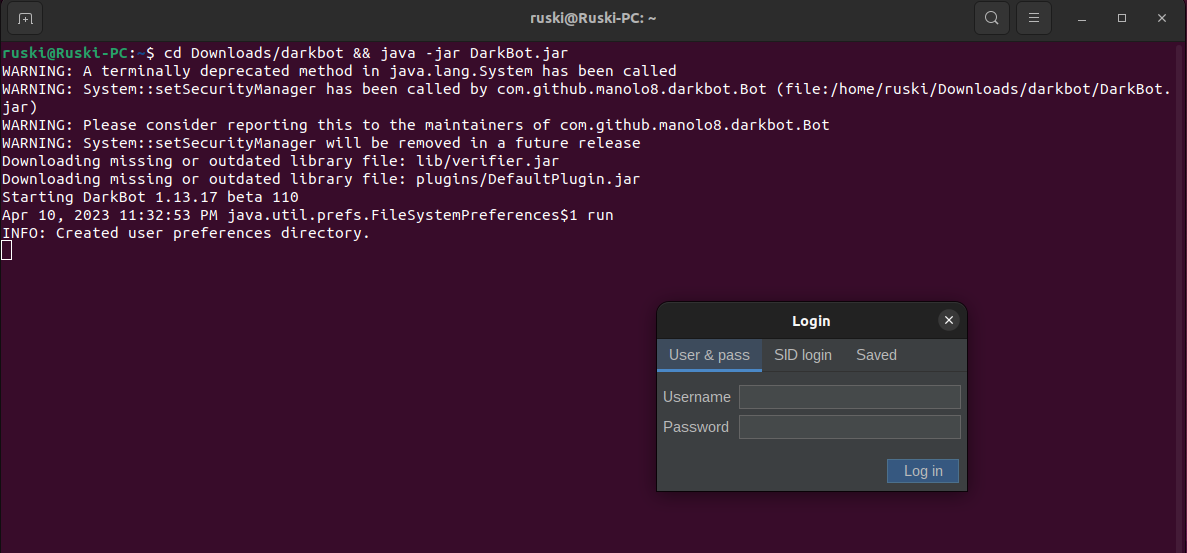 ruski@Ruski-PC: ~
ruski@Ruski-PC:~$ cd Downloads/darkbot && java -jar DarkBot.jar
WARNING: A terminally deprecated method in java.lang.System has been called
WARNING: System::setSecurityManager has been called by com.github.manolo8.darkbot.Bot (file:/home/ruski/Downloads/darkbot/DarkBot.
jar)
WARNING: Please consider reporting this to the maintainers of com.github.manolo8.darkbot.Bot
WARNING: System::setSecurityManager will be removed in a future release
Downloading missing or outdated library file: lib/verifier.jar
Downloading missing or outdated library file: plugins/DefaultPlugin.jar
Starting DarkBot 1.13.17 beta 110
Apr 10, 2023 11:32:53 PM java.util.prefs.FileSystemPreferences$1 run
INFO: Created user preferences directory.
Login
User & pass SID login Saved
Username
Password
Log in